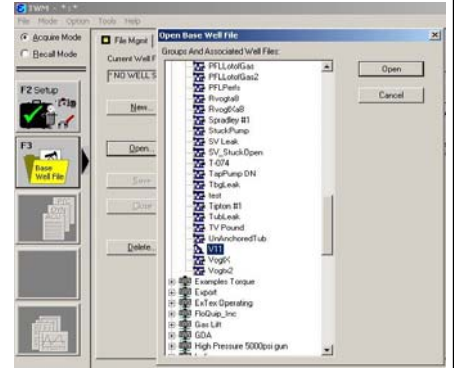 TWM - *:*
File Mode Option Tools Help
Acquire Mode
Recall Mode
F2 Setup
F3
Base
Well File
File Mgmt
Current Well F
* NO WELL S
New...
Open...
Save
Close
Delete...
Open Base Well File
Groups And Associated Well Files:
PFLLotofGas
PFLLotofGas2
PFLPerfs
Rvogta8
RvogtXa8
Spradley #1
StuckPump
SV Leak
SV_StuckOpen
T-074
TapPump DN
TbgLeak
test
Tipton #1
TubLeak
TV Pound
UnAnchoredTub
V11
VogtX
Vogtx2
Examples Torque
Export
ExTex Operating
FloQuip_Inc
Gas Lift
GDA
High Pressure 5000psi gun
Open
Cancel